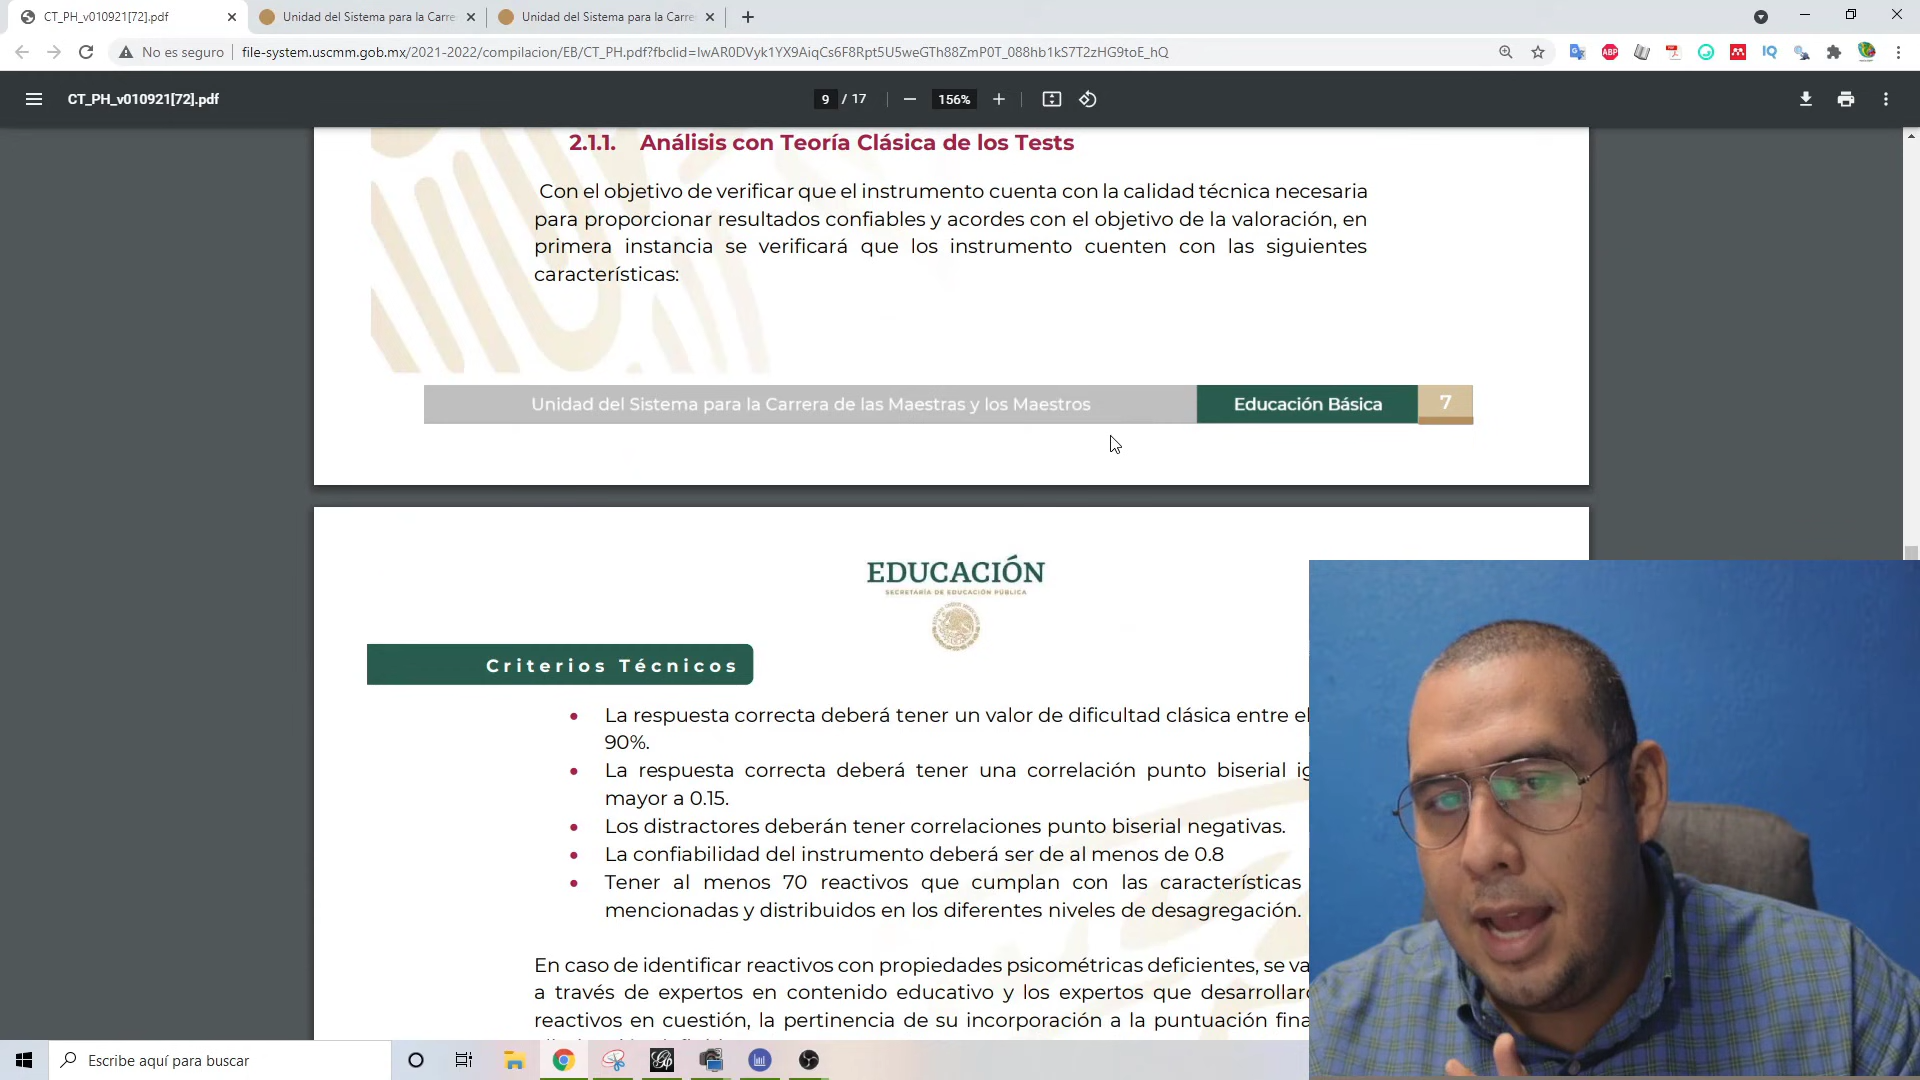 CT_PH_v010921[72].pdf
Unidad del Sistema para la Carre
Unidad del Sistema para la Carre
No es seguro
file-system.uscmm.gob.mx/2021-2022/compilacion/EB/CT_PH.pdf?fbclid=IwAR0DVyk1YX9AiqCs6F8Rpt5U5weGTh88ZmP0T_088hb1kS7T2zHG9toE_hQ
ABP
IQ
CT_PH_v010921[72].pdf
9 / 17
156%
2.1.1. Análisis con Teoría Clásica de los Tests
Con el objetivo de verificar que el instrumento cuenta con la calidad técnica necesaria
para proporcionar resultados confiables y acordes con el objetivo de la valoración, en
primera instancia se verificará que los instrumento cuenten con las siguientes
características:
Unidad del Sistema para la Carrera de las Maestras y los Maestros
Educación Básica
7
EDUCACIÓN
SECRETARÍA DE EDUCACIÓN PÚBLICA
Criterios Técnicos
La respuesta correcta deberá tener un valor de dificultad clásica entre el
90%.
La respuesta correcta deberá tener una correlación punto biserial ig
mayor a 0.15.
Los distractores deberán tener correlaciones punto biserial negativas.
La confiabilidad del instrumento deberá ser de al menos de 0.8
Tener al menos 70 reactivos que cumplan con las características
mencionadas y distribuidos en los diferentes niveles de desagregación.
En caso de identificar reactivos con propiedades psicométricas deficientes, se va
a través de expertos en contenido educativo y los expertos que desarrollaro
reactivos en cuestión, la pertinencia de su incorporación a la puntuación fina
Escribe aquí para buscar